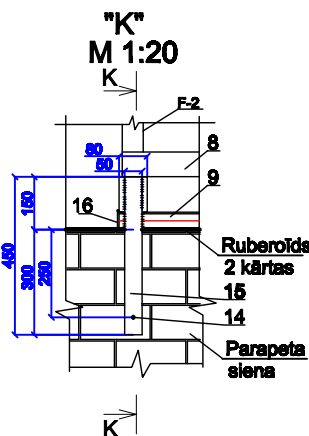 "K"
M 1:20
K
F-2
80
8
50
9
16
150
450
Ruberoīds
2 kārtas
300
250
15
14
Parapeta
siena
K